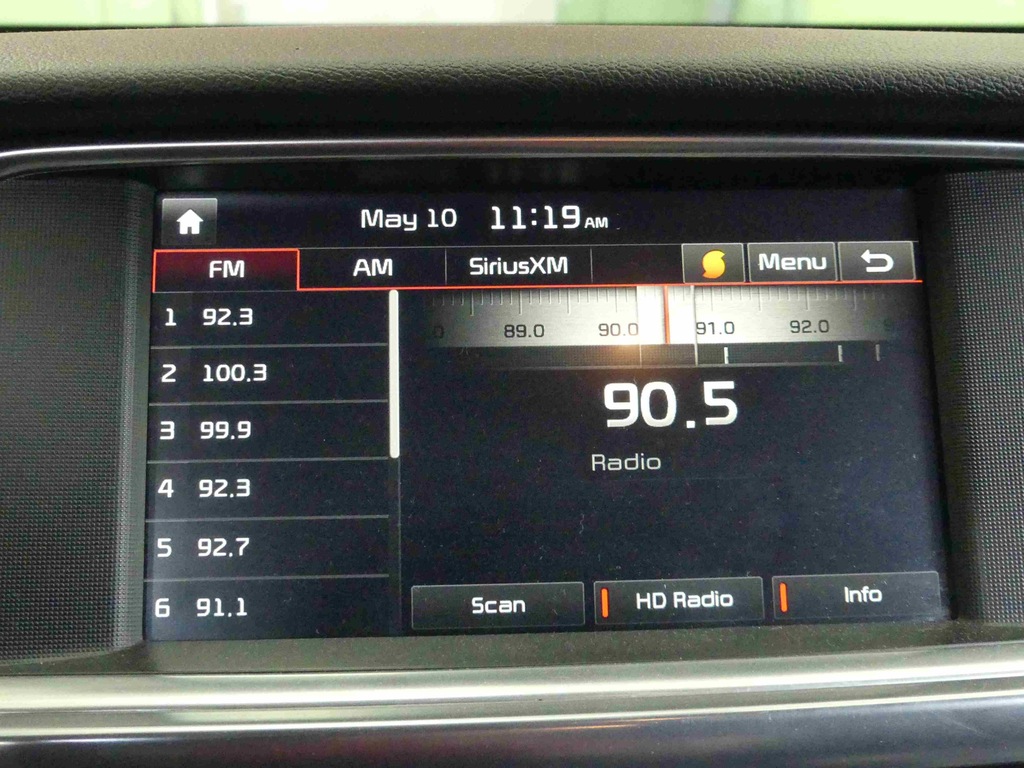 May 10 11:19 AM
FM AM SiriusXM Menu
1 92.3
2 100.3
3 99.9
4 92.3
5 92.7
6 91.1
89.0 90.0 91.0 92.0
90.5
Radio
Scan HD Radio Info